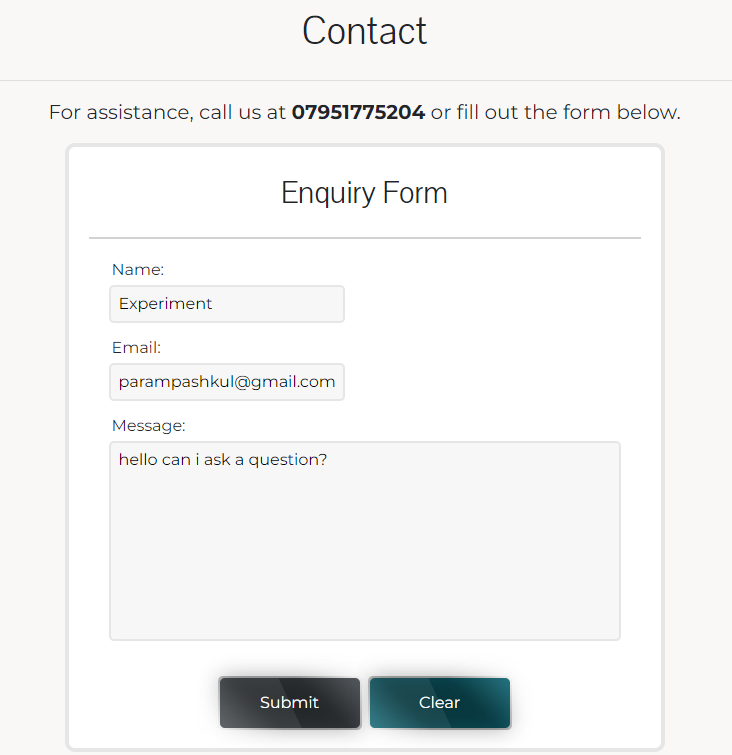 Contact
For assistance, call us at 07951775204 or fill out the form below.
Enquiry Form
Name:
Experiment
Email:
parampashkul@gmail.com
Message:
hello can i ask a question?
Submit Clear